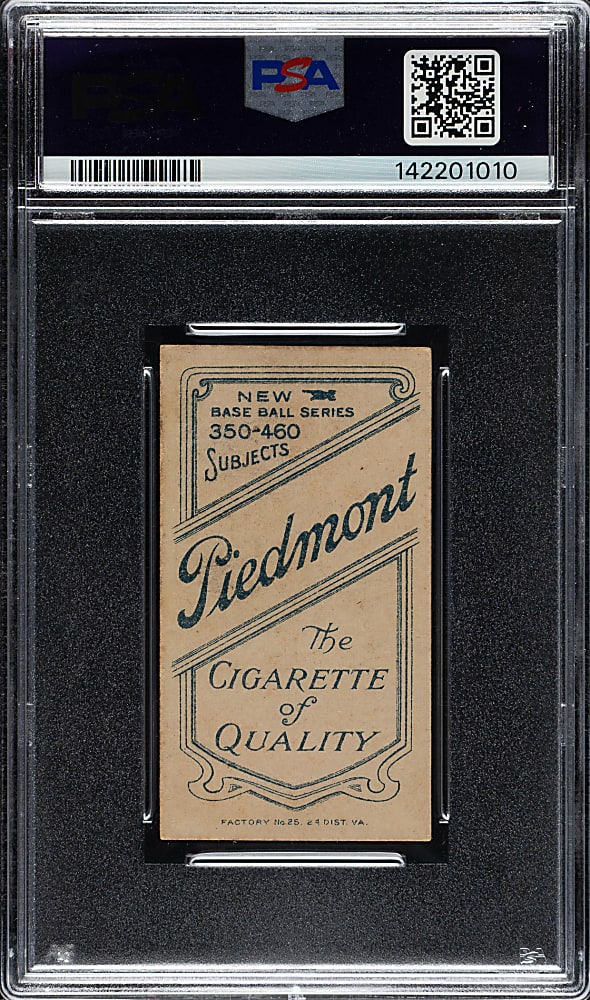 PSA
142201010
NEW
BASE BALL SERIES
350-460
SUBJECTS
Piedmont
The
CIGARETTE
of
QUALITY
FACTORY No. 25. 2d DIST. VA.